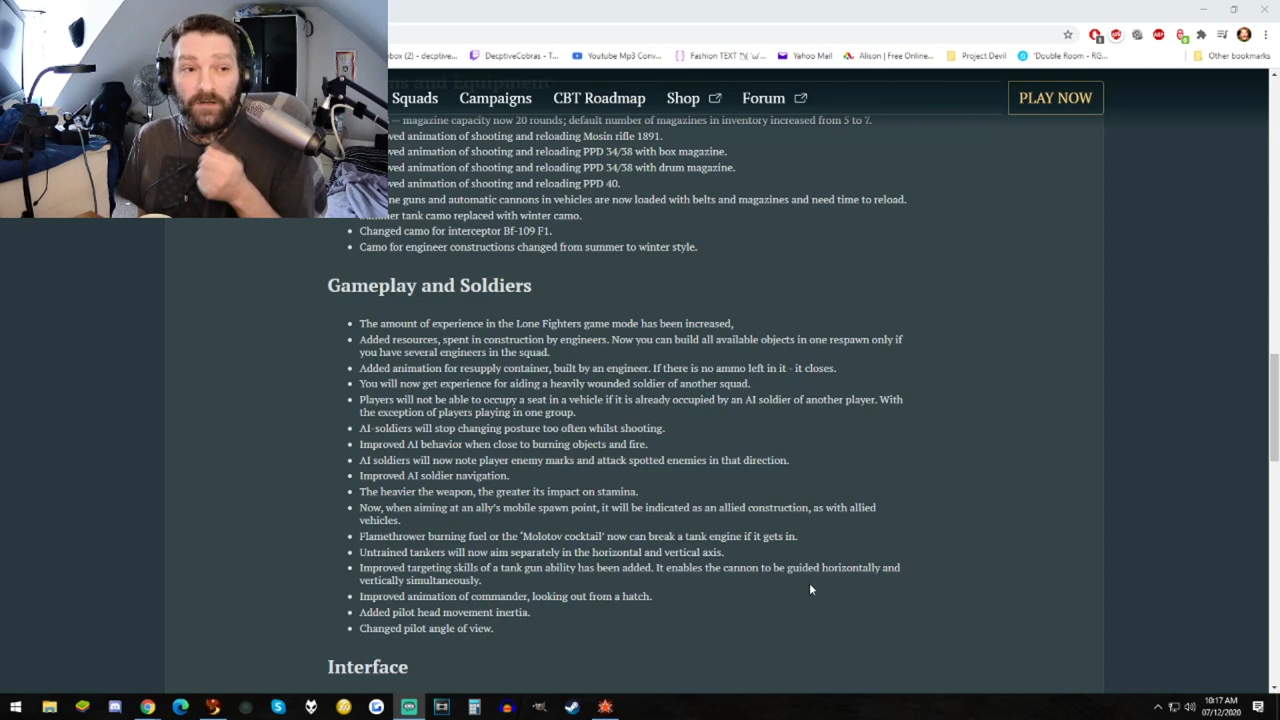 nbox (2) - decptive...
DecptiveCobras - T...
Youtube Mp3 Conv...
Fashion TEXT
Yahoo Mail
Alison | Free Online...
Project Devil
'Double Room' - RG...
Other bookmarks
ns and Equipment
Squads
Campaigns
CBT Roadmap
Shop
Forum
PLAY NOW
— magazine capacity now 20 rounds; default number of magazines in inventory increased from 5 to 7.
ved animation of shooting and reloading Mosin rifle 1891.
ved animation of shooting and reloading PPD 34/38 with box magazine.
ved animation of shooting and reloading PPD 34/38 with drum magazine.
ved animation of shooting and reloading PPD 40.
ne guns and automatic cannons in vehicles are now loaded with belts and magazines and need time to reload.
tank camo replaced with winter camo.
Changed camo for interceptor Bf-109 F1.
Camo for engineer constructions changed from summer to winter style.
Gameplay and Soldiers
The amount of experience in the Lone Fighters game mode has been increased,
Added resources, spent in construction by engineers. Now you can build all available objects in one respawn only if
you have several engineers in the squad.
Added animation for resupply container, built by an engineer. If there is no ammo left in it - it closes.
You will now get experience for aiding a heavily wounded soldier of another squad.
Players will not be able to occupy a seat in a vehicle if it is already occupied by an AI soldier of another player. With
the exception of players playing in one group.
AI-soldiers will stop changing posture too often whilst shooting.
Improved AI behavior when close to burning objects and fire.
AI soldiers will now note player enemy marks and attack spotted enemies in that direction.
Improved AI soldier navigation.
The heavier the weapon, the greater its impact on stamina.
Now, when aiming at an ally's mobile spawn point, it will be indicated as an allied construction, as with allied
vehicles.
Flamethrower burning fuel or the 'Molotov cocktail' now can break a tank engine if it gets in.
Untrained tankers will now aim separately in the horizontal and vertical axis.
Improved targeting skills of a tank gun ability has been added. It enables the cannon to be guided horizontally and
vertically simultaneously.
Improved animation of commander, looking out from a hatch.
Added pilot head movement inertia.
Changed pilot angle of view.
Interface
10:17 AM
07/12/2020